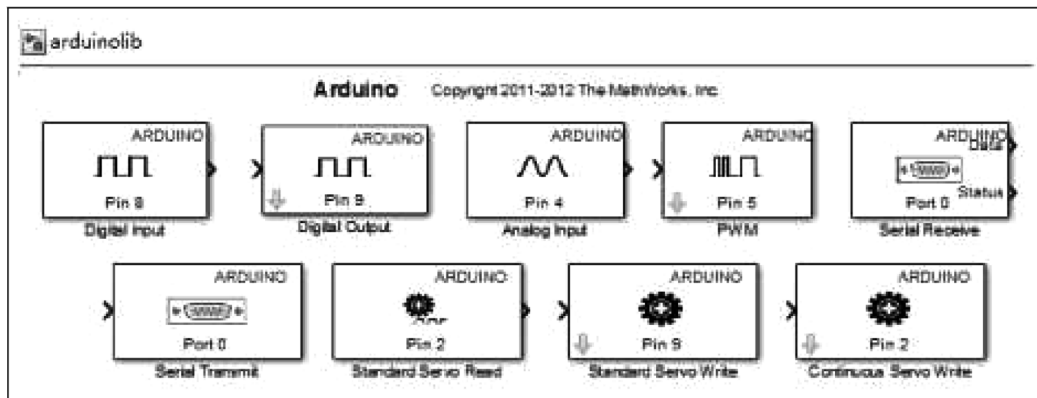 arduinolib
Arduino Copyright 2011-2012 The MathWorks, Inc.
ARDUINO
Pin 8
Digital Input
ARDUINO
Pin 9
Digital Output
ARDUINO
Pin 4
Analog Input
ARDUINO
Pin 5
PWM
ARDUINO
Data
Port 0
Status
Serial Receive
ARDUINO
Port 0
Serial Transmit
ARDUINO
Pin 2
Standard Servo Read
ARDUINO
Pin 9
Standard Servo Write
ARDUINO
Pin 2
Continuous Servo Write